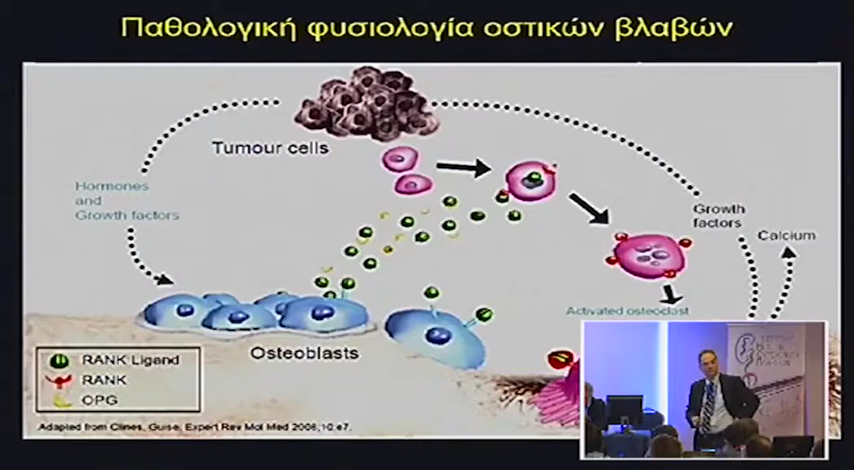 Παθολογική φυσιολογία οστικών βλαβών
Tumour cells
Hormones
and
Growth factors
Growth
factors
Calcium
Activated osteoclast
Osteoblasts
RANK Ligand
RANK
OPG
Adapted from Clines, Guise, Expert Rev Mol Med 2008;10:e7.